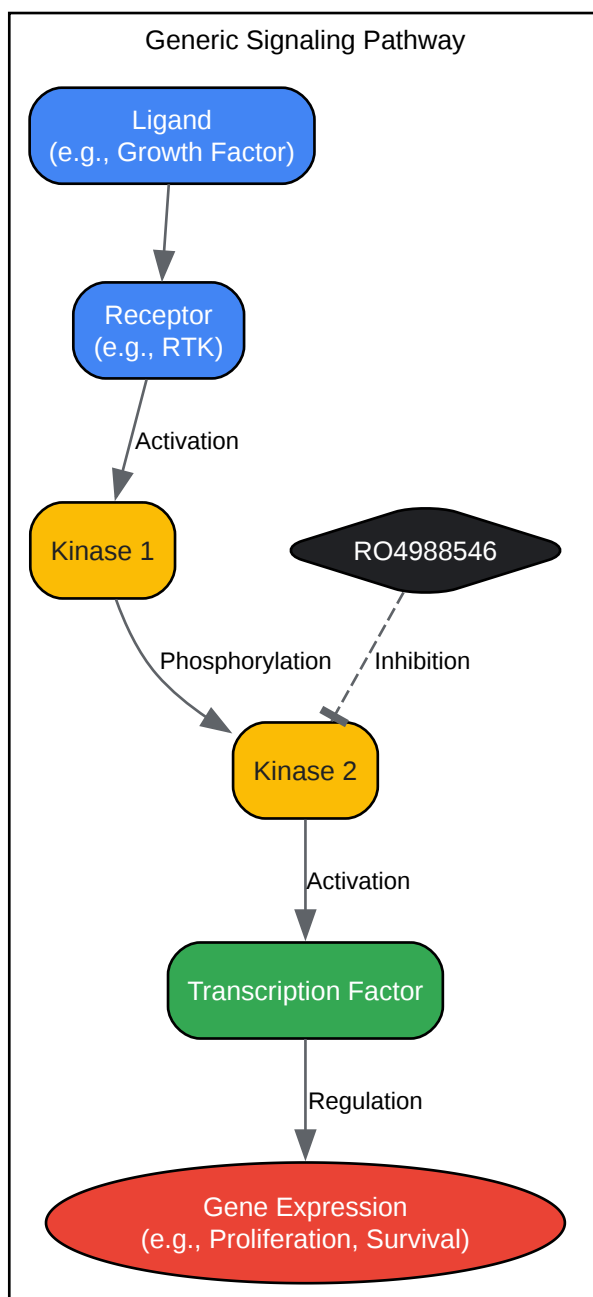 Generic Signaling Pathway
Ligand
(e.g., Growth Factor)
Receptor
(e.g., RTK)
Activation
Kinase 1
RO4988546
Phosphorylation
Inhibition
Kinase 2
Activation
Transcription Factor
Regulation
Gene Expression
(e.g., Proliferation, Survival)